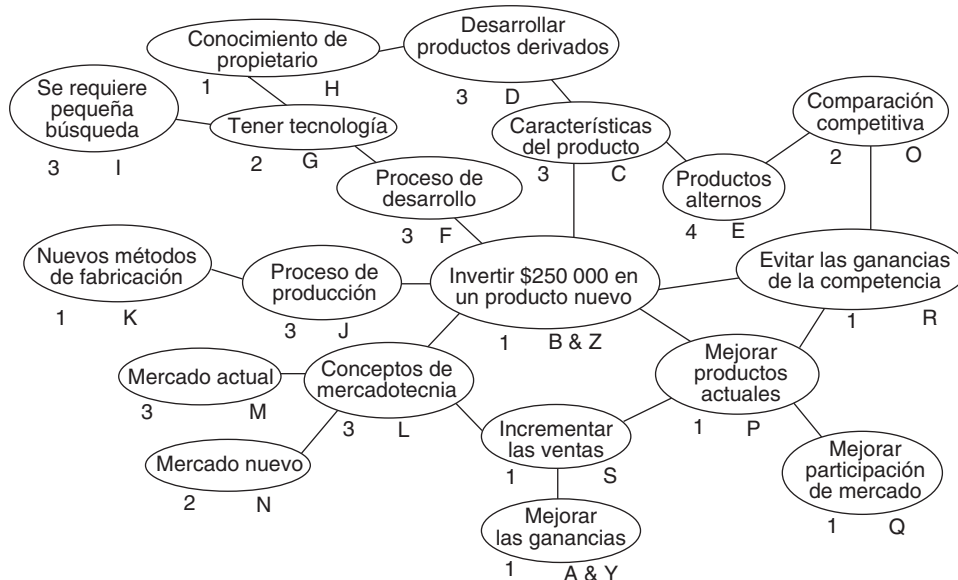 Conocimiento de
propietario
1 H
Desarrollar
productos derivados
3 D
Se requiere
pequeña
búsqueda
3 I
Tener tecnología
2 G
Características
del producto
3 C
Comparación
competitiva
2 O
Proceso de
desarrollo
3 F
Productos
alternos
4 E
Nuevos métodos
de fabricación
1 K
Proceso de
producción
3 J
Invertir $250 000 en
un producto nuevo
1 B & Z
Evitar las ganancias
de la competencia
1 R
Mercado actual
3 M
Conceptos de
mercadotecnia
3 L
Mejorar
productos
actuales
1 P
Mercado nuevo
2 N
Incrementar
las ventas
1 S
Mejorar
participación
de mercado
1 Q
Mejorar
las ganancias
1 A & Y